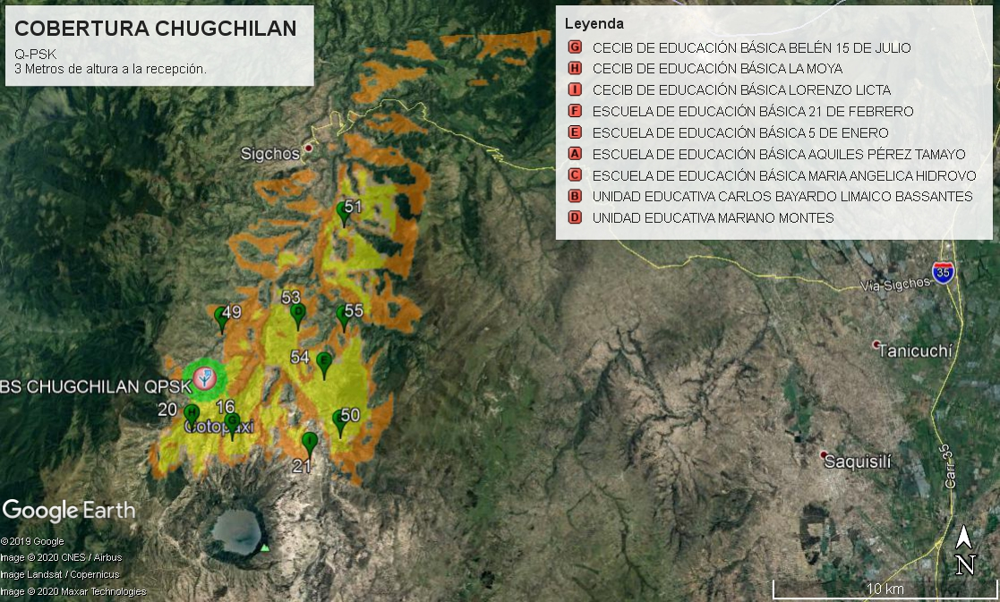 COBERTURA CHUGCHILAN
Q-PSK
3 Metros de altura a la recepción.
Leyenda
G CECIB DE EDUCACIÓN BÁSICA BELÉN 15 DE JULIO
H CECIB DE EDUCACIÓN BÁSICA LA MOYA
I CECIB DE EDUCACIÓN BÁSICA LORENZO LICTA
F ESCUELA DE EDUCACIÓN BÁSICA 21 DE FEBRERO
E ESCUELA DE EDUCACIÓN BÁSICA 5 DE ENERO
A ESCUELA DE EDUCACIÓN BÁSICA AQUILES PÉREZ TAMAYO
C ESCUELA DE EDUCACIÓN BÁSICA MARIA ANGELICA HIDROVO
B UNIDAD EDUCATIVA CARLOS BAYARDO LIMAICO BASSANTES
D UNIDAD EDUCATIVA MARIANO MONTES
Sigchos
51
35
Vía Sigchos
53
49
55
D
Tanicuchí
54
E
BS CHUGCHILAN QPSK
20
16
50
H
G
Cotopaxi
21
I
Saquisilí
Carr 35
Google Earth
©2019 Google
Image © 2020 CNES / Airbus
Image Landsat / Copernicus
Image © 2020 Maxar Technologies
N
10 km